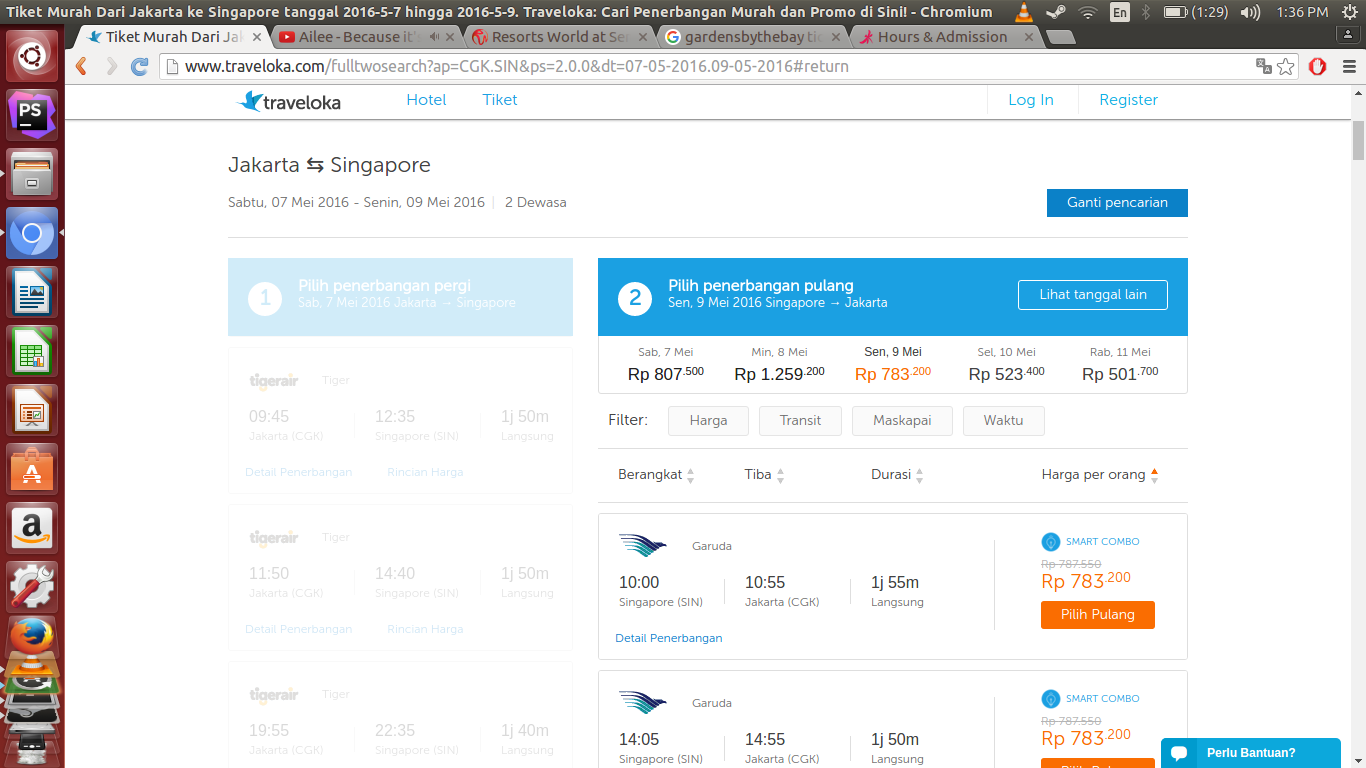 Tiket Murah Dari Jakarta ke Singapore tanggal 2016-5-7 hingga 2016-5-9. Traveloka: Cari Penerbangan Murah dan Promo di Sini! - Chromium
En
(1:29)
1:36 PM
Tiket Murah Dari Jak
Ailee - Because it's
Resorts World at Sen
gardensbythebay tic
Hours & Admission
www.traveloka.com/fulltwosearch?ap=CGK.SIN&ps=2.0.0&dt=07-05-2016.09-05-2016#return
traveloka
Hotel
Tiket
Log In
Register
Jakarta ⇆ Singapore
Sabtu, 07 Mei 2016 - Senin, 09 Mei 2016 | 2 Dewasa
Ganti pencarian
1
Pilih penerbangan pergi
Sab, 7 Mei 2016 Jakarta → Singapore
tigerair
Tiger
09:45
12:35
1j 50m
Jakarta (CGK)
Singapore (SIN)
Langsung
Detail Penerbangan
Rincian Harga
tigerair
Tiger
11:50
14:40
1j 50m
Jakarta (CGK)
Singapore (SIN)
Langsung
Detail Penerbangan
Rincian Harga
tigerair
Tiger
19:55
22:35
1j 40m
Jakarta (CGK)
Singapore (SIN)
Langsung
2
Pilih penerbangan pulang
Sen, 9 Mei 2016 Singapore → Jakarta
Lihat tanggal lain
Sab, 7 Mei
Rp 807.500
Min, 8 Mei
Rp 1.259.200
Sen, 9 Mei
Rp 783.200
Sel, 10 Mei
Rp 523.400
Rab, 11 Mei
Rp 501.700
Filter:
Harga
Transit
Maskapai
Waktu
Berangkat
Tiba
Durasi
Harga per orang
Garuda
10:00
10:55
1j 55m
Singapore (SIN)
Jakarta (CGK)
Langsung
Detail Penerbangan
SMART COMBO
Rp 787.550
Rp 783.200
Pilih Pulang
Garuda
14:05
14:55
1j 50m
Singapore (SIN)
Jakarta (CGK)
Langsung
SMART COMBO
Rp 787.550
Rp 783.200
Perlu Bantuan?
PS